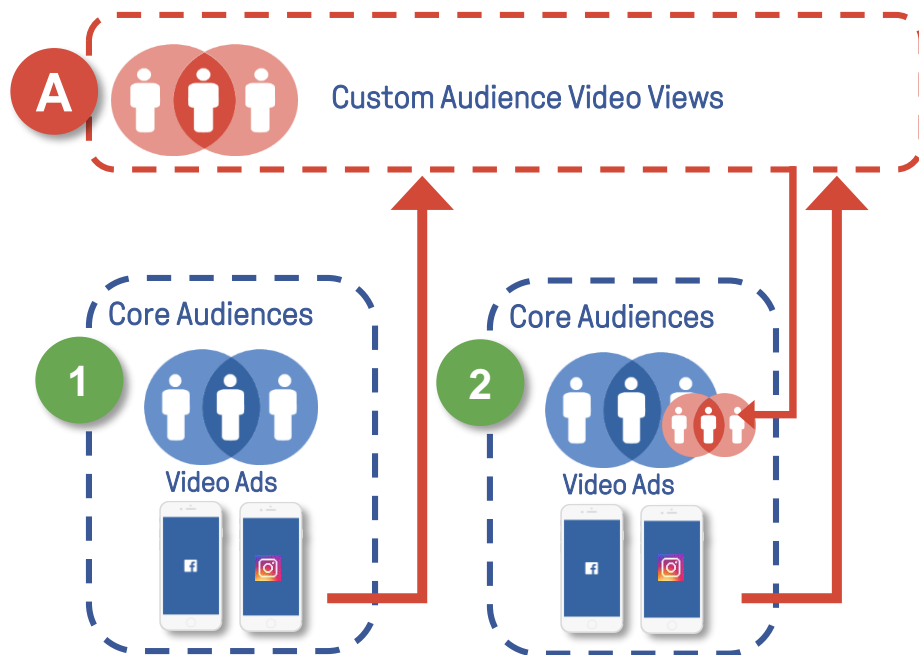 A
Custom Audience Video Views
Core Audiences
1
Video Ads
Core Audiences
2
Video Ads